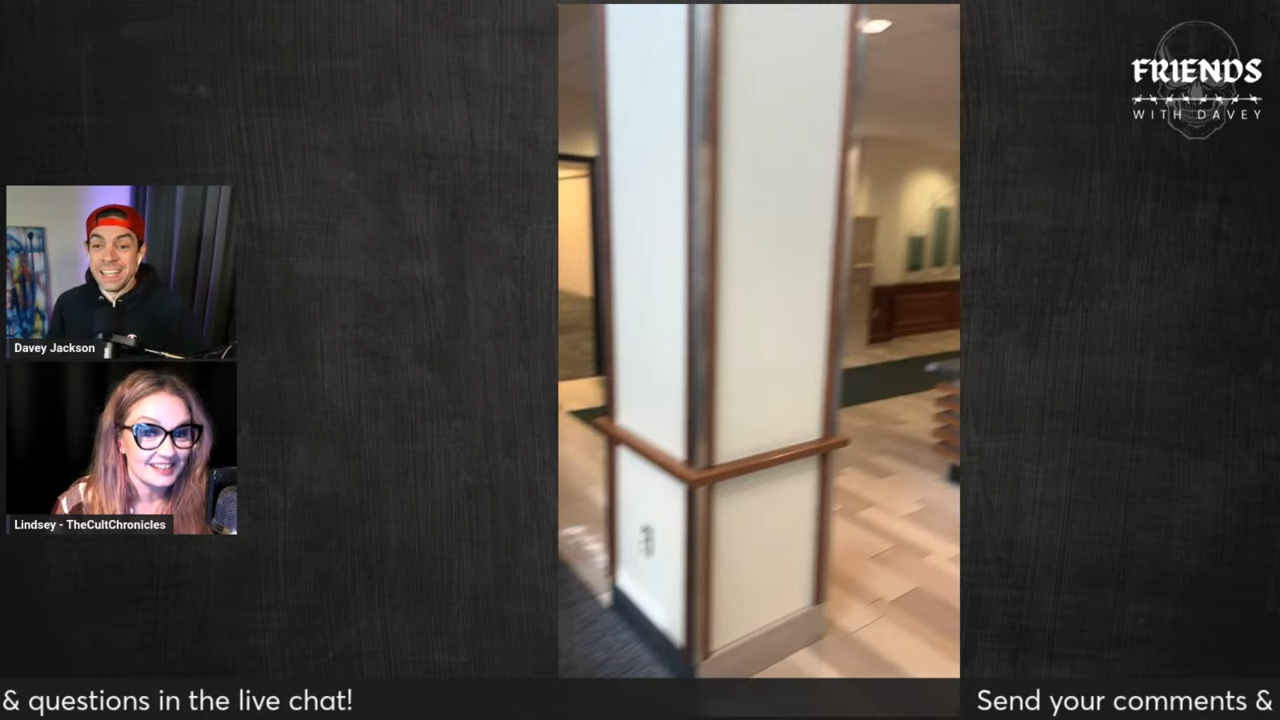 FRIENDS
WITH DAVEY
Davey Jackson
Lindsey - TheCultChronicles
& questions in the live chat!
Send your comments &